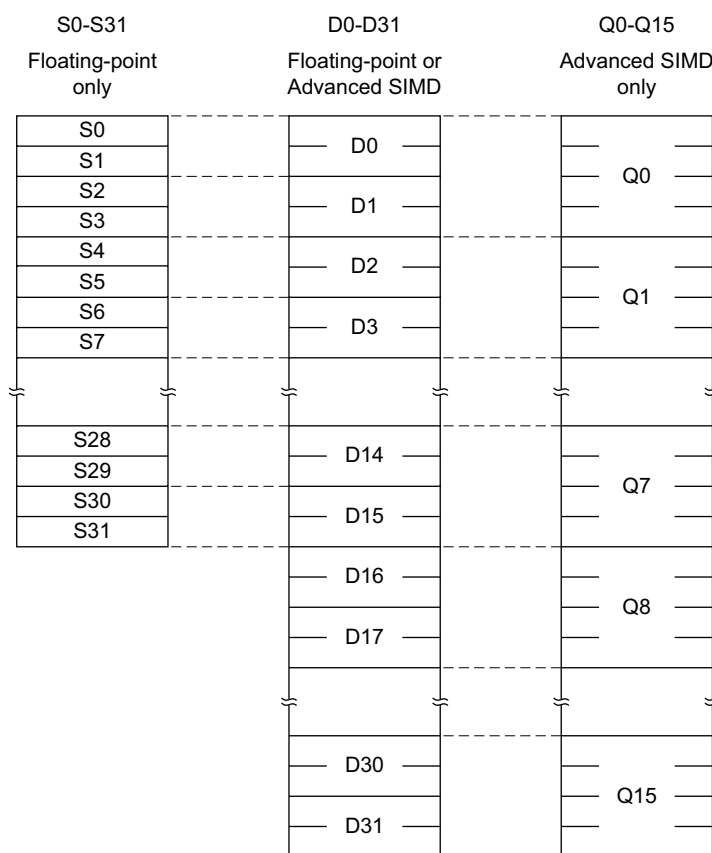 S0-S31
Floating-point
only
D0-D31
Floating-point or
Advanced SIMD
Q0-Q15
Advanced SIMD
only
S0
S1
S2
S3
S4
S5
S6
S7
S28
S29
S30
S31
D0
D1
D2
D3
D14
D15
D16
D17
D30
D31
Q0
Q1
Q7
Q8
Q15